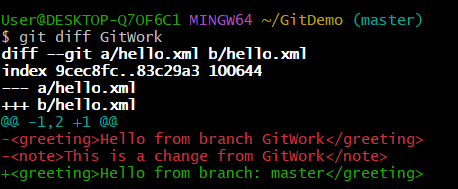 User@DESKTOP-Q7OF6C1 MINGW64 ~/GitDemo (master)
$ git diff GitWork
diff --git a/hello.xml b/hello.xml
index 9cec8fc..83c29a3 100644
--- a/hello.xml
+++ b/hello.xml
@@ -1,2 +1 @@
-<greeting>Hello from branch GitWork</greeting>
-<note>This is a change from GitWork</note>
+<greeting>Hello from branch: master</greeting>